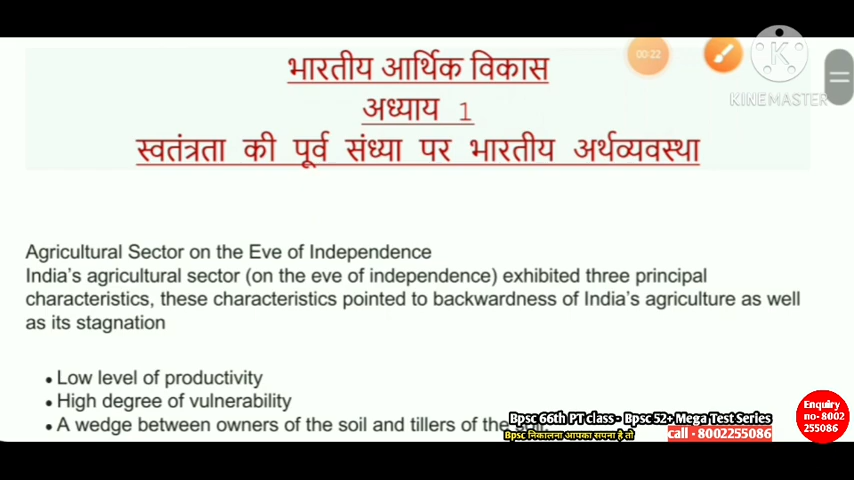 भारतीय आर्थिक विकास
अध्याय 1
स्वतंत्रता की पूर्व संध्या पर भारतीय अर्थव्यवस्था
00:22
K
KINEMASTER
Agricultural Sector on the Eve of Independence
India's agricultural sector (on the eve of independence) exhibited three principal
characteristics, these characteristics pointed to backwardness of India's agriculture as well
as its stagnation
• Low level of productivity
• High degree of vulnerability
• A wedge between owners of the soil and tillers of the
Bpsc 66th PT class - Bpsc 52+ Mega Test Series
Bpsc निकालना आपका सपना है तो
call - 8002255086
Enquiry
no- 8002
255086